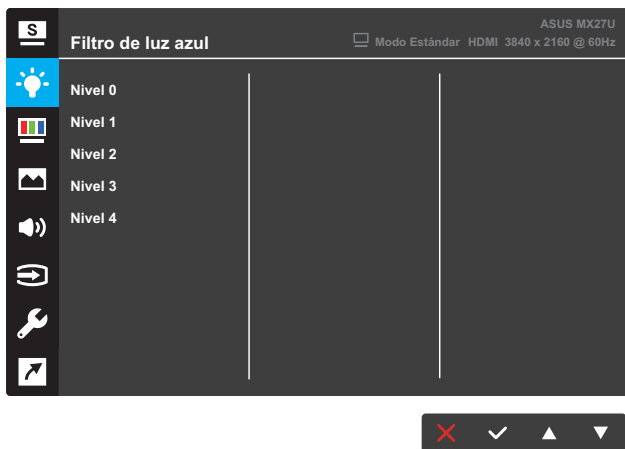 S
ASUS MX27U
Filtro de luz azul
Modo Estándar HDMI 3840 x 2160 @ 60Hz
Nivel 0
Nivel 1
Nivel 2
Nivel 3
Nivel 4